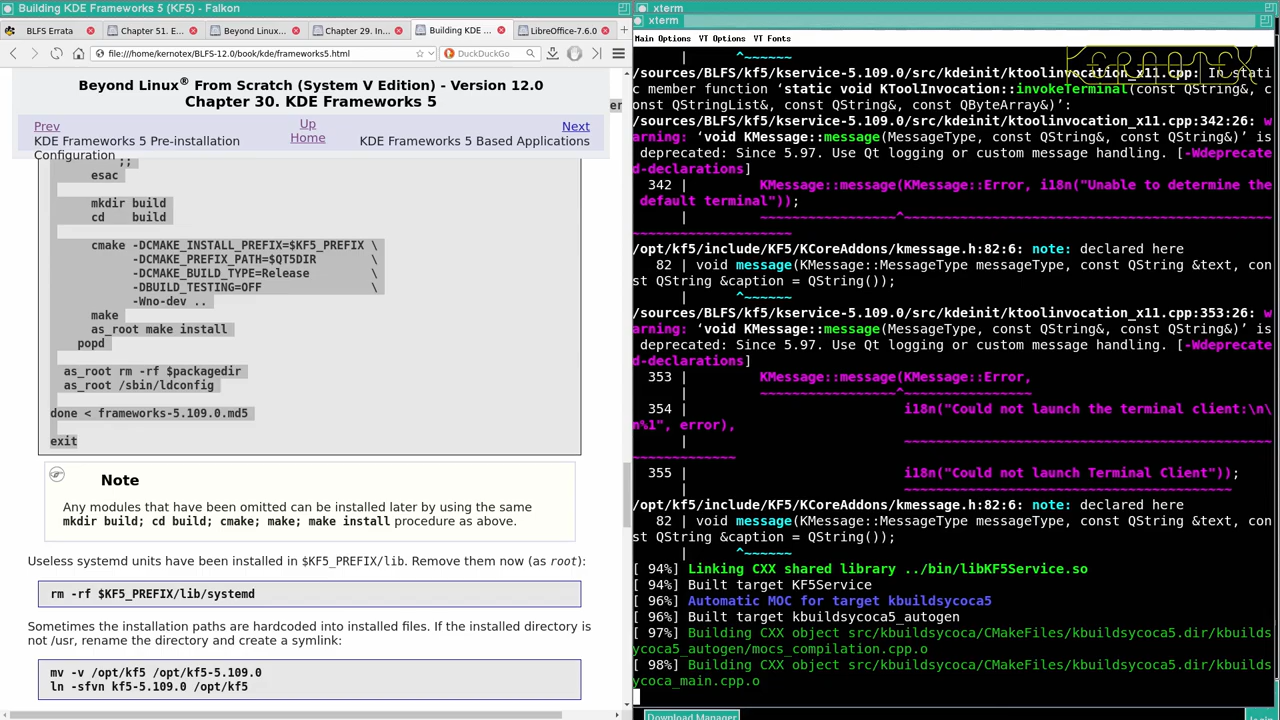 Building KDE Frameworks 5 (KF5) - Falkon
BLFS Errata
Chapter 51. E...
Beyond Linux...
Chapter 29. In...
Building KDE ...
LibreOffice-7.6.0
file:///home/kernotex/BLFS-12.0/book/kde/frameworks5.html
DuckDuckGo
Beyond Linux® From Scratch (System V Edition) - Version 12.0
Chapter 30. KDE Frameworks 5
Prev
Up
Next
KDE Frameworks 5 Pre-installation Configuration
Home
KDE Frameworks 5 Based Applications
er
;;
esac
mkdir build
cd    build
cmake -DCMAKE_INSTALL_PREFIX=$KF5_PREFIX \
-DCMAKE_PREFIX_PATH=$QT5DIR        \
-DCMAKE_BUILD_TYPE=Release         \
-DBUILD_TESTING=OFF                \
-Wno-dev ..
make
as_root make install
popd
as_root rm -rf $packagedir
as_root /sbin/ldconfig
done < frameworks-5.109.0.md5
exit
Note
Any modules that have been omitted can be installed later by using the same
mkdir build; cd build; cmake; make; make install procedure as above.
Useless systemd units have been installed in $KF5_PREFIX/lib. Remove them now (as root):
rm -rf $KF5_PREFIX/lib/systemd
Sometimes the installation paths are hardcoded into installed files. If the installed directory is
not /usr, rename the directory and create a symlink:
mv -v /opt/kf5 /opt/kf5-5.109.0
ln -sfvn kf5-5.109.0 /opt/kf5
xterm
xterm
Main Options  VT Options  VT Fonts
KERNOTEX
|      ^~~~~~~
/sources/BLFS/kf5/kservice-5.109.0/src/kdeinit/ktoolinvocation_x11.cpp: In stati
c member function ‘static void KToolInvocation::invokeTerminal(const QString&, c
onst QStringList&, const QString&, const QString&, const QByteArray&)’:
/sources/BLFS/kf5/kservice-5.109.0/src/kdeinit/ktoolinvocation_x11.cpp:342:26: w
arning: ‘void KMessage::message(MessageType, const QString&, const QString&)’ is
deprecated: Since 5.97. Use Qt logging or custom message handling. [-Wdeprecate
d-declarations]
342 |         KMessage::message(KMessage::Error, i18n("Unable to determine the
default terminal"));
|         ~~~~~~~~~~~~~~~~~^~~~~~~~~~~~~~~~~~~~~~~~~~~~~~~~~~~~~~~~~~~~~~~~
~~~~~~~~~~~~~~~~~~~~
/opt/kf5/include/KF5/KCoreAddons/kmessage.h:82:6: note: declared here
82 | void message(KMessage::MessageType messageType, const QString &text, con
st QString &caption = QString());
|      ^~~~~~~
/sources/BLFS/kf5/kservice-5.109.0/src/kdeinit/ktoolinvocation_x11.cpp:353:26: w
arning: ‘void KMessage::message(MessageType, const QString&, const QString&)’ is
deprecated: Since 5.97. Use Qt logging or custom message handling. [-Wdeprecate
d-declarations]
353 |         KMessage::message(KMessage::Error,
|         ~~~~~~~~~~~~~~~~~^~~~~~~~~~~~~~~~~
354 |                           i18n("Could not launch the terminal client:\n\
n%1", error),
|                           ~~~~~~~~~~~~~~~~~~~~~~~~~~~~~~~~~~~~~~~~~~~~~~
~~~~~~~~~~~~~
355 |                           i18n("Could not launch Terminal Client"));
|                           ~~~~~~~~~~~~~~~~~~~~~~~~~~~~~~~~~~~~~~~~~
/opt/kf5/include/KF5/KCoreAddons/kmessage.h:82:6: note: declared here
82 | void message(KMessage::MessageType messageType, const QString &text, con
st QString &caption = QString());
|      ^~~~~~~
[ 94%] Linking CXX shared library ../bin/libKF5Service.so
[ 94%] Built target KF5Service
[ 96%] Automatic MOC for target kbuildsycoca5
[ 96%] Built target kbuildsycoca5_autogen
[ 97%] Building CXX object src/kbuildsycoca/CMakeFiles/kbuildsycoca5.dir/kbuilds
ycoca5_autogen/mocs_compilation.cpp.o
[ 98%] Building CXX object src/kbuildsycoca/CMakeFiles/kbuildsycoca5.dir/kbuilds
ycoca_main.cpp.o
Download Manager